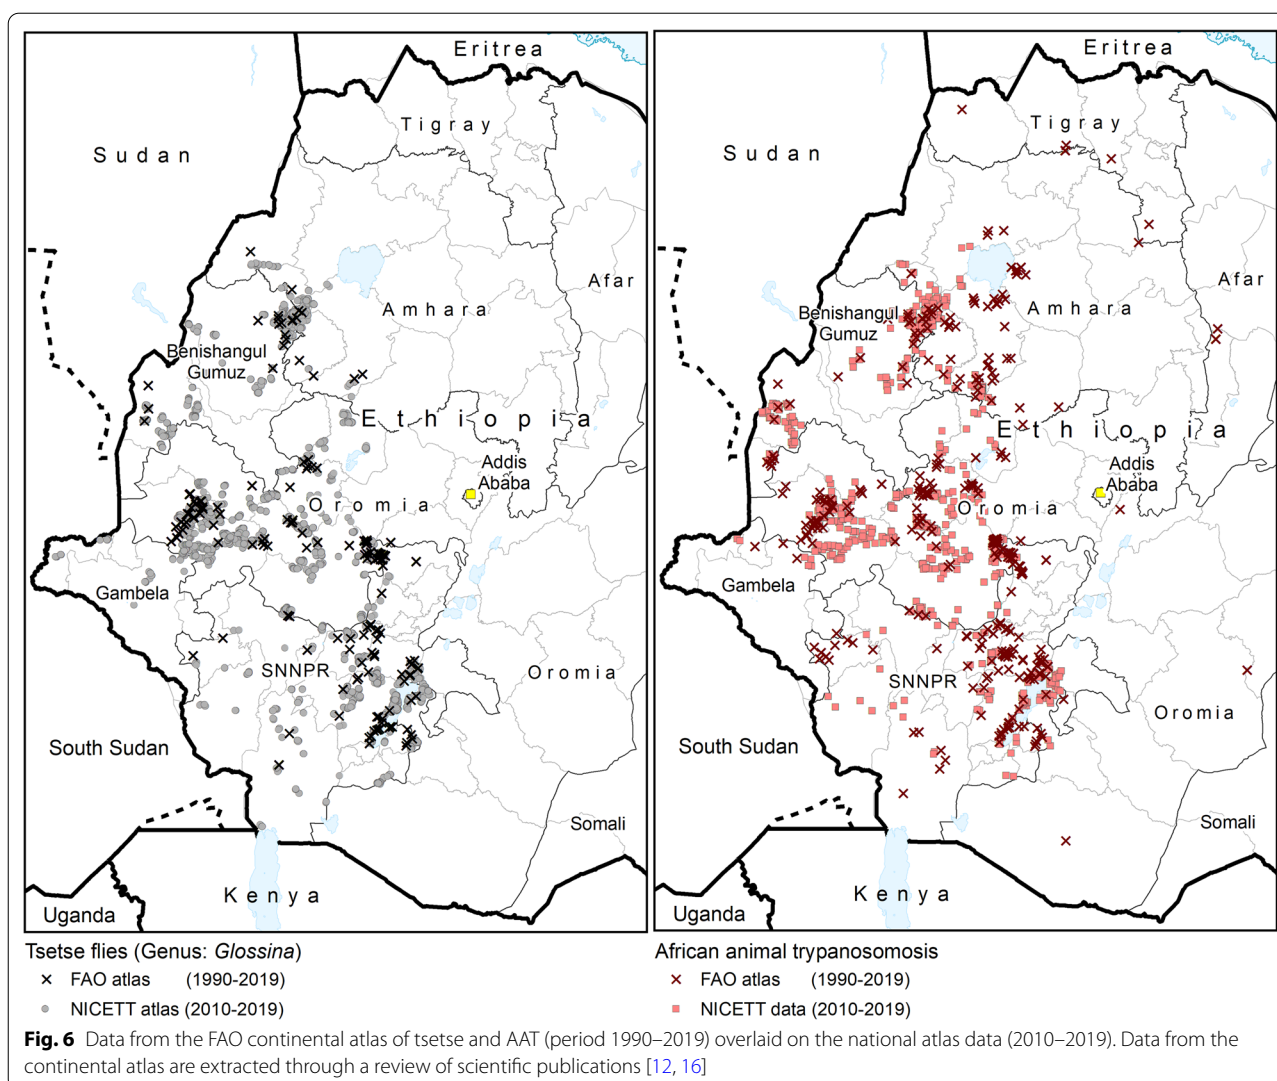 Eritrea
Tigray
Sudan
Afar
Amhara
Benishangul
Gumuz
Ethiopia
Addis
Ababa
Oromia
Gambela
SNNPR
Oromia
South Sudan
Somali
Kenya
Uganda
Tsetse flies (Genus: Glossina)
FAO atlas (1990-2019)
NICETT atlas (2010-2019)
Eritrea
Tigray
Sudan
Afar
Amhara
Benishangul
Gumuz
Ethiopia
Addis
Ababa
Oromia
Gambela
SNNPR
Oromia
South Sudan
Somali
Kenya
Uganda
African animal trypanosomosis
FAO atlas (1990-2019)
NICETT data (2010-2019)
Fig. 6 Data from the FAO continental atlas of tsetse and AAT (period 1990–2019) overlaid on the national atlas data (2010–2019). Data from the
continental atlas are extracted through a review of scientific publications [12, 16]